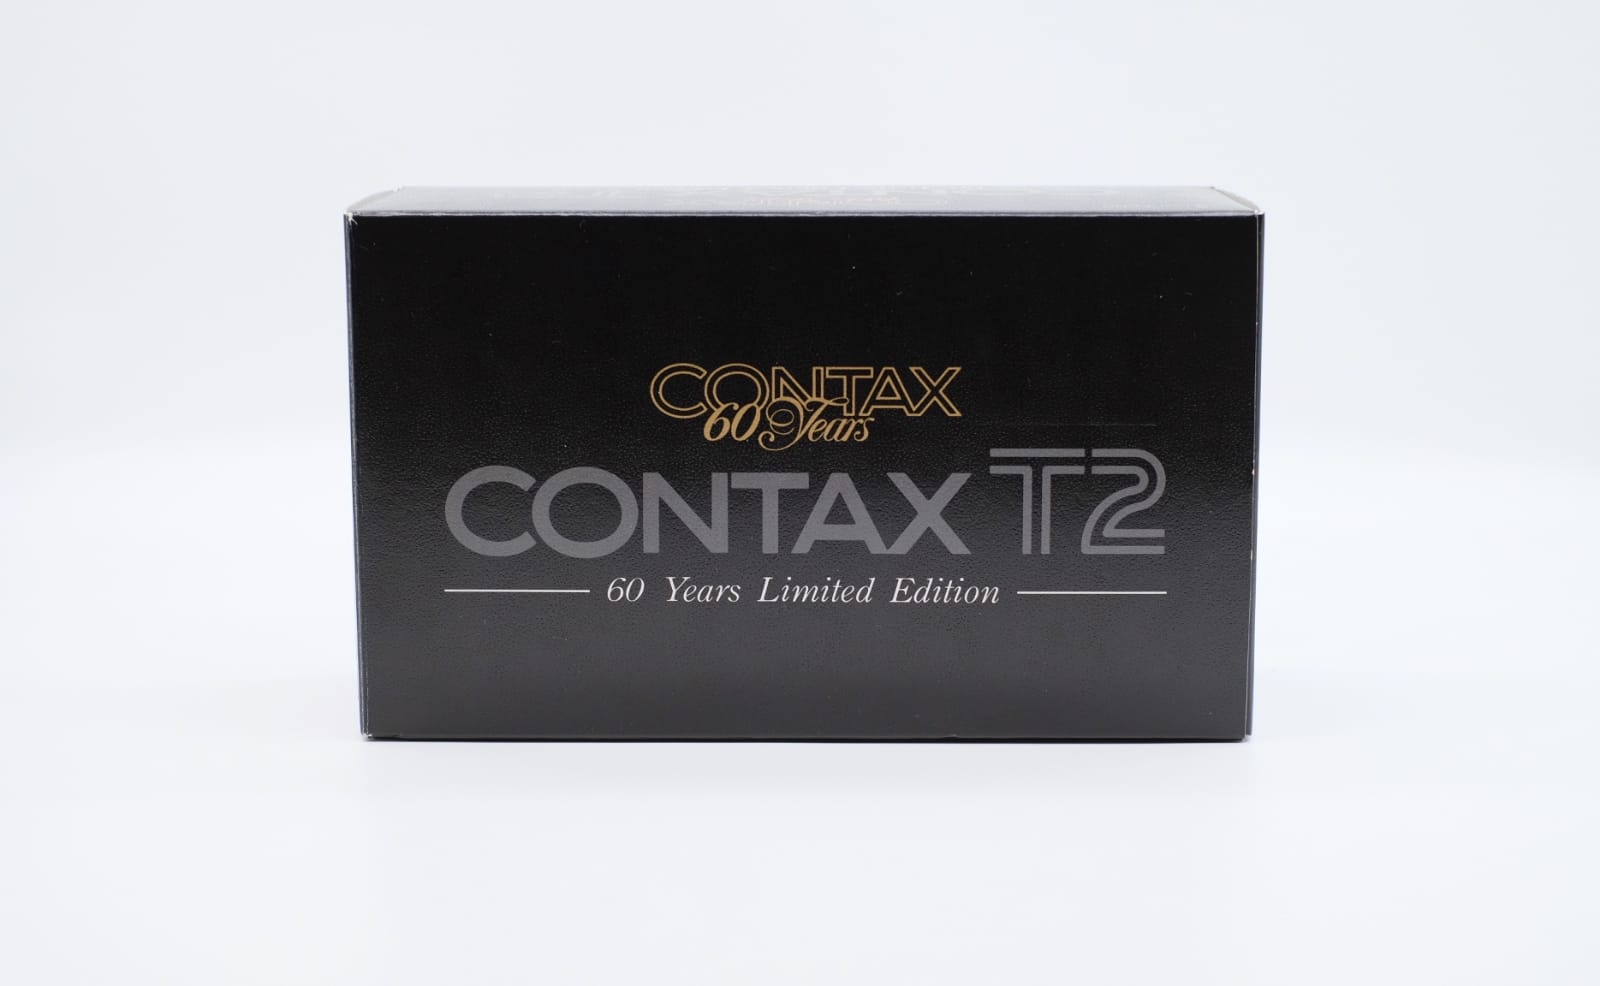 CONTAX
60 Years
CONTAX T2
60 Years Limited Edition